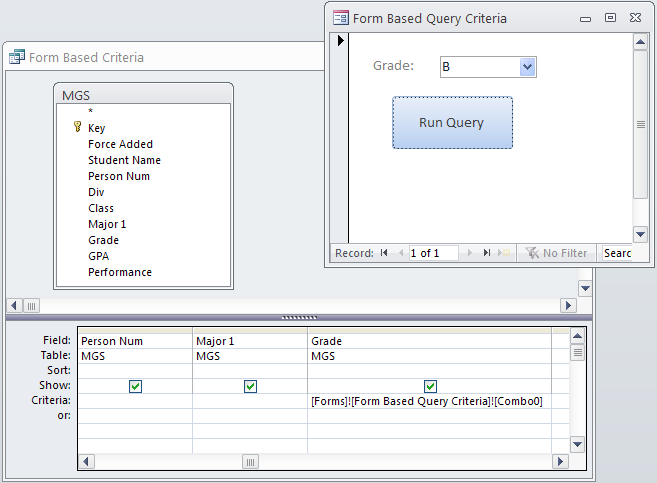 Form Based Criteria
MGS
*
Key
Force Added
Student Name
Person Num
Div
Class
Major 1
Grade
GPA
Performance
Form Based Query Criteria
Grade: B
Run Query
Record: 1 of 1 No Filter Searc
Field: Person Num Major 1 Grade
Table: MGS MGS MGS
Sort:
Show:
Criteria: [Forms]![Form Based Query Criteria]![Combo0]
or: